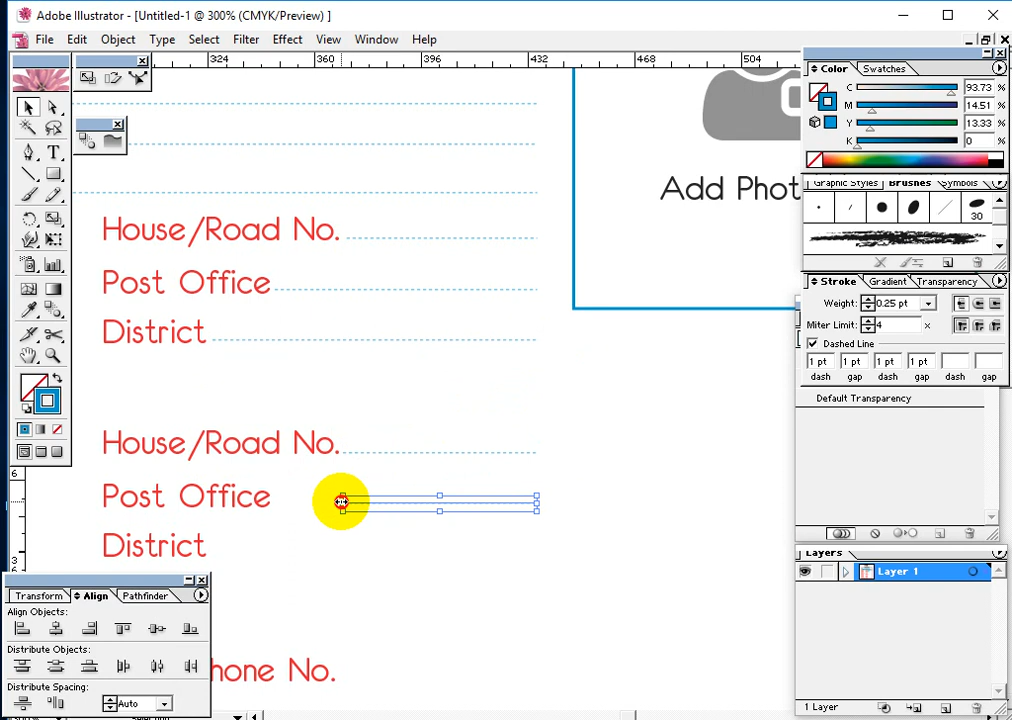 Adobe Illustrator - [Untitled-1 @ 300% (CMYK/Preview) ]
File Edit Object Type Select Filter Effect View Window Help
324 360 396 432 468 504
Color Swatches
C 93.73 %
M 14.51
Y 13.33
K 0 %
Graphic Styles Brushes Symbols
30
Add Phot
House/Road No.
Post Office
District
Stroke Gradient Transparency
Weight: 0.25 pt
Miter Limit: 4 x
Dashed Line
1 pt 1 pt 1 pt 1 pt
dash gap dash gap dash gap
Default Transparency
House/Road No.
Post Office
District
Layers
Layer 1
1 Layer
Transform Align Pathfinder
Align Objects:
Distribute Objects:
Distribute Spacing:
Auto
hone No.